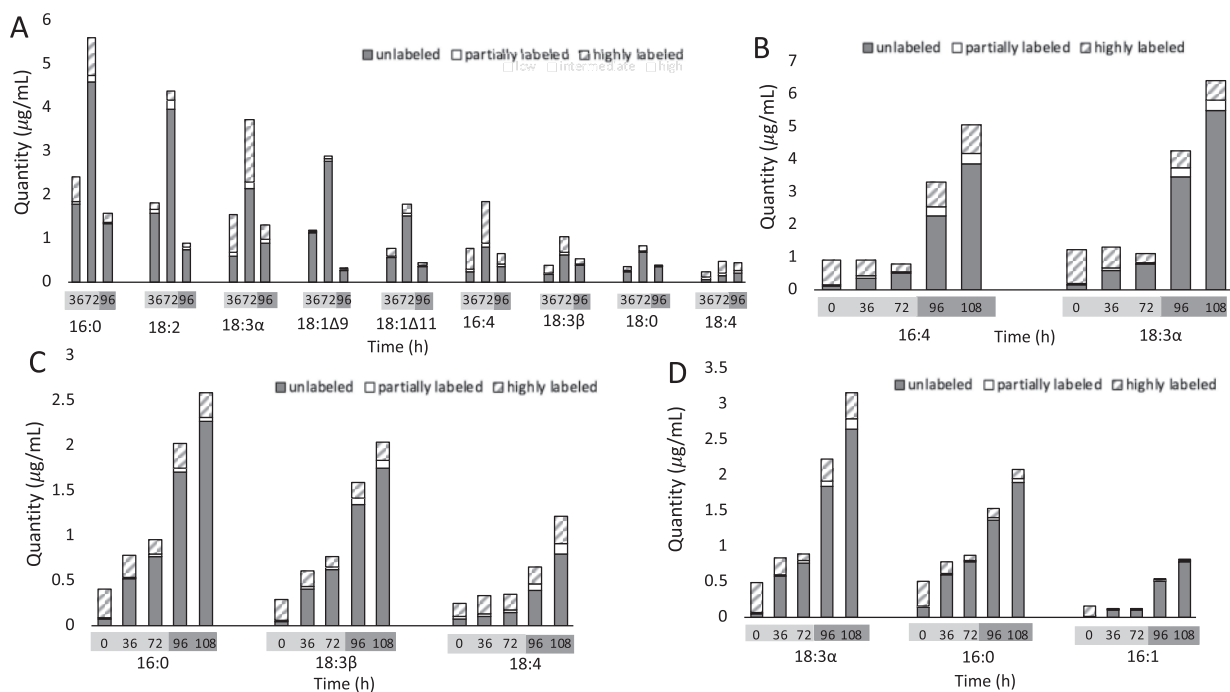 A
Quantity (μg/mL)
6
5
4
3
2
1
0
unlabeled partially labeled highly labeled
low intermediate high
367296 367296 367296 367296 367296 367296 367296 367296 367296
16:0 18:2 18:3α 18:1Δ9 18:1Δ11 16:4 18:3β 18:0 18:4
Time (h)
B
Quantity (μg/mL)
7
6
5
4
3
2
1
0
unlabeled partially labeled highly labeled
0 36 72 96 108 0 36 72 96 108
16:4 Time (h) 18:3α
C
Quantity (μg/mL)
3
2.5
2
1.5
1
0.5
0
unlabeled partially labeled highly labeled
0 36 72 96 108 0 36 72 96 108 0 36 72 96 108
16:0 18:3β 18:4
Time (h)
D
Quantity (μg/mL)
3.5
3
2.5
2
1.5
1
0.5
0
unlabeled partially labeled highly labeled
0 36 72 96 108 0 36 72 96 108 0 36 72 96 108
18:3α 16:0 16:1
Time (h)